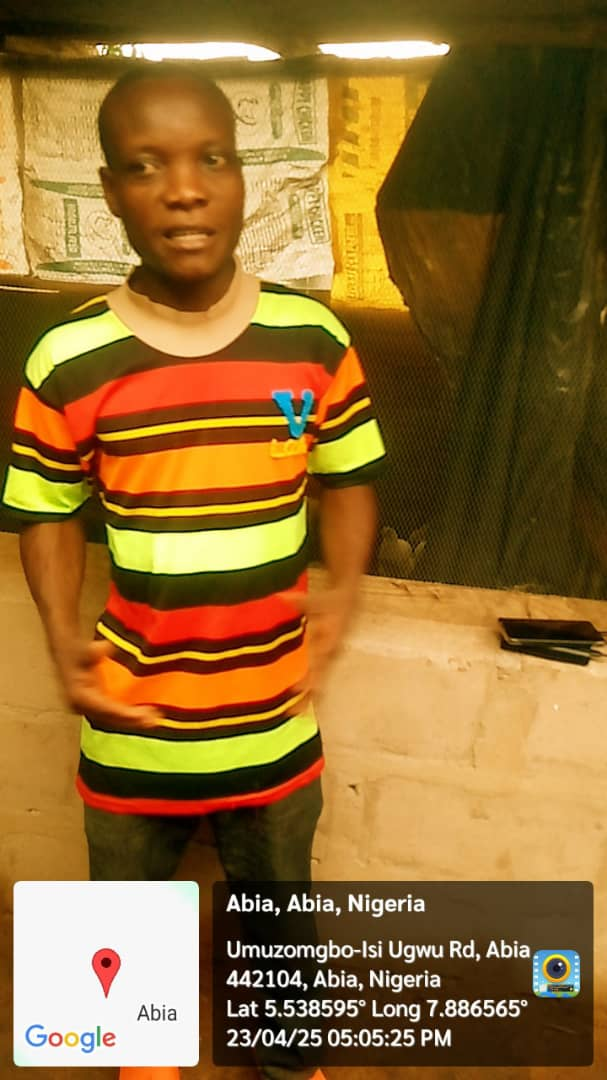 V
Abia, Abia, Nigeria
Umuzomgbo-Isi Ugwu Rd, Abia
442104, Abia, Nigeria
Lat 5.538595° Long 7.886565°
23/04/25 05:05:25 PM
Abia
Google